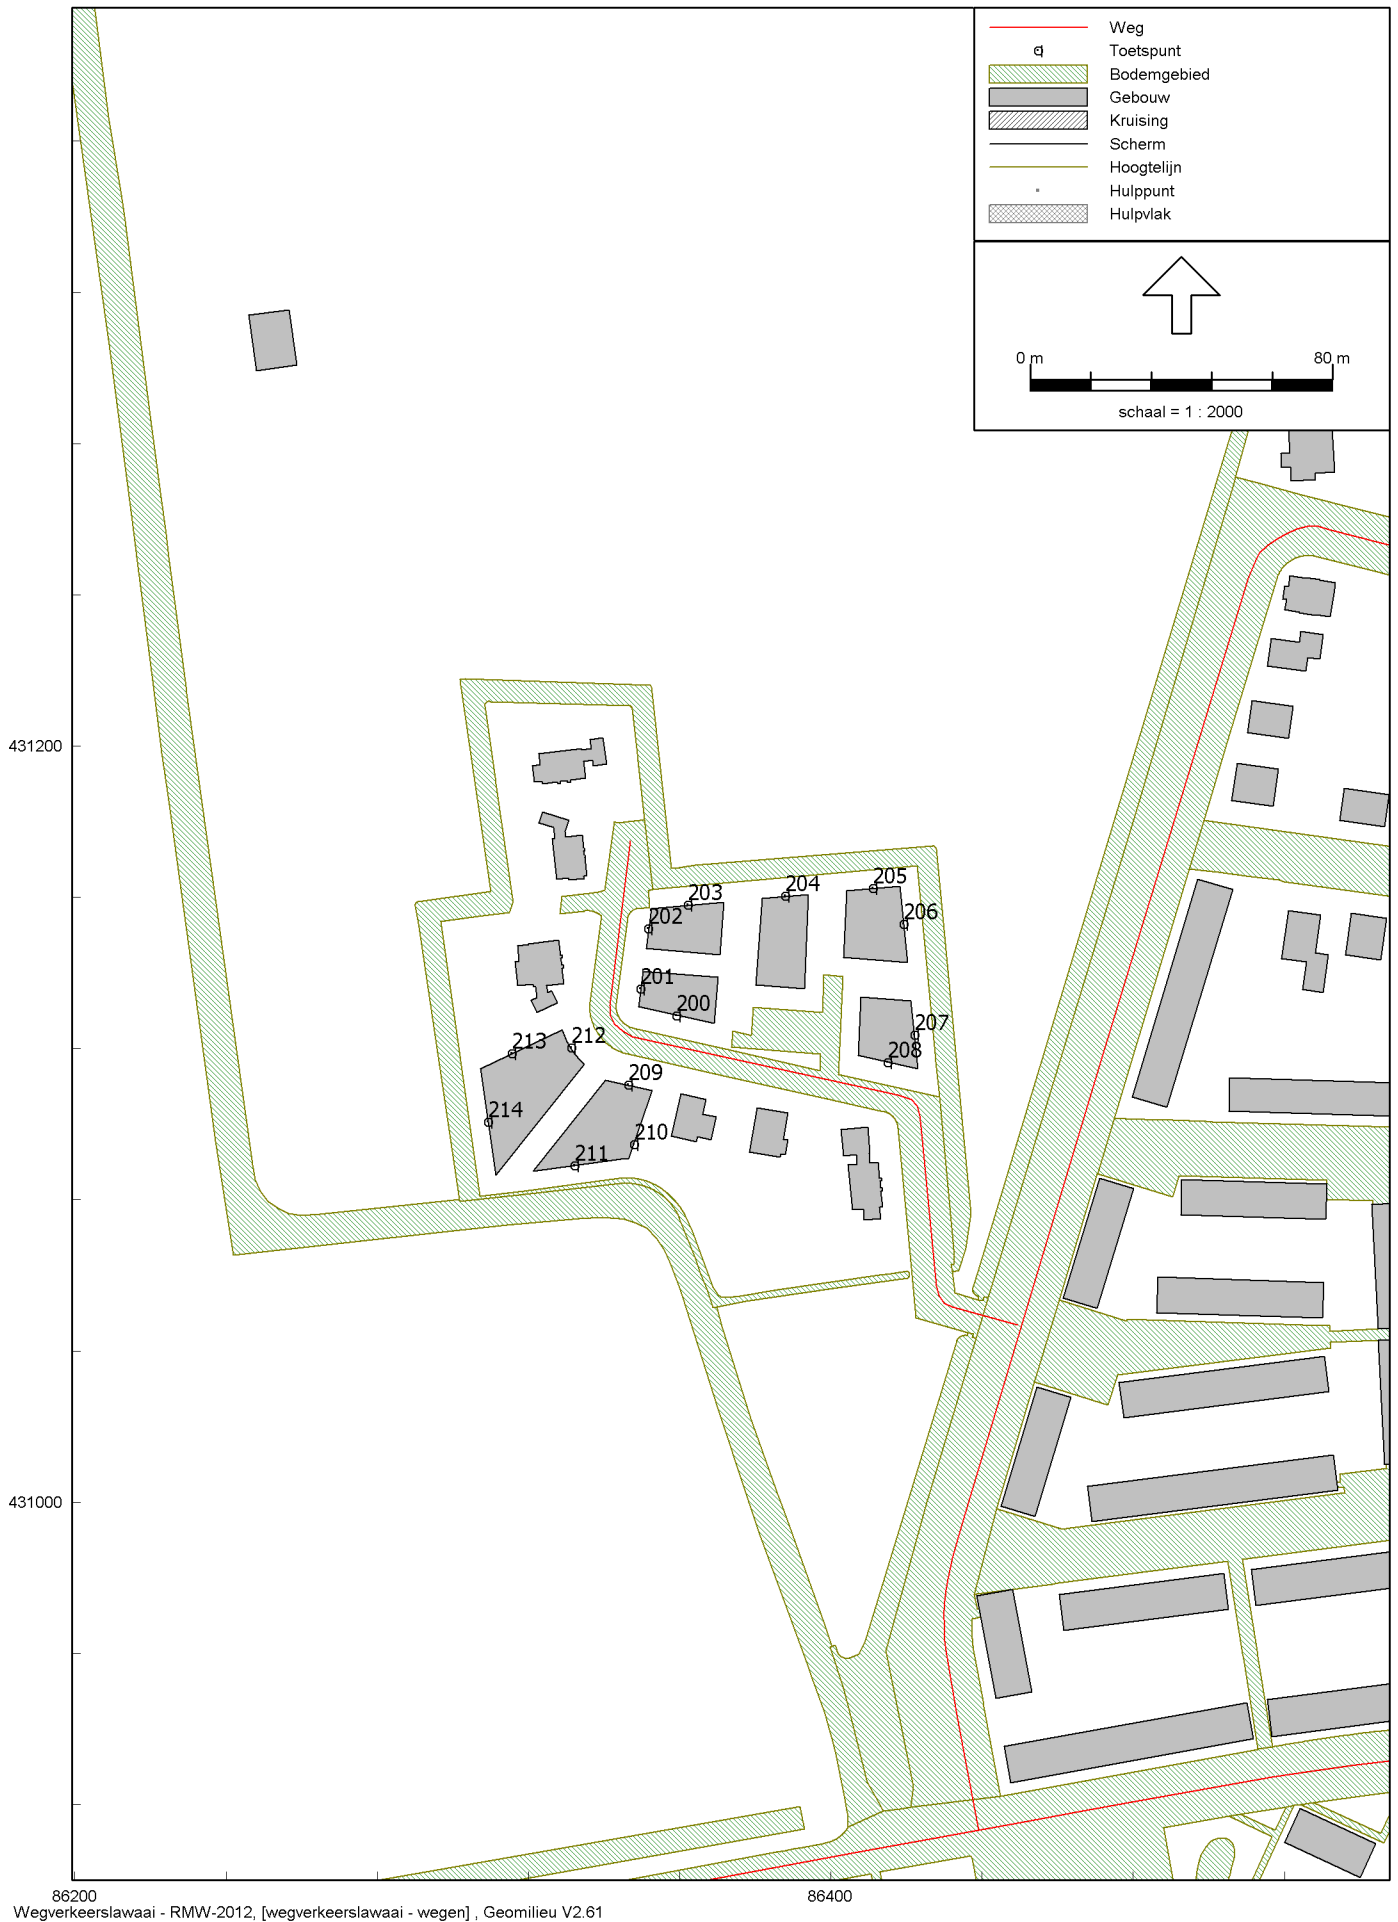 Weg
Toetspunt
Bodemgebied
Gebouw
Kruising
Scherm
Hoogtelijn
Hulppunt
Hulpvlak
0 m 80 m
schaal = 1 : 2000
431200
205
204
203
206
202
201
200
207
212
213
208
209
214
210
211
431000
86200 86400
Wegverkeerslawaai - RMW-2012, [wegverkeerslawaai - wegen] , Geomilieu V2.61